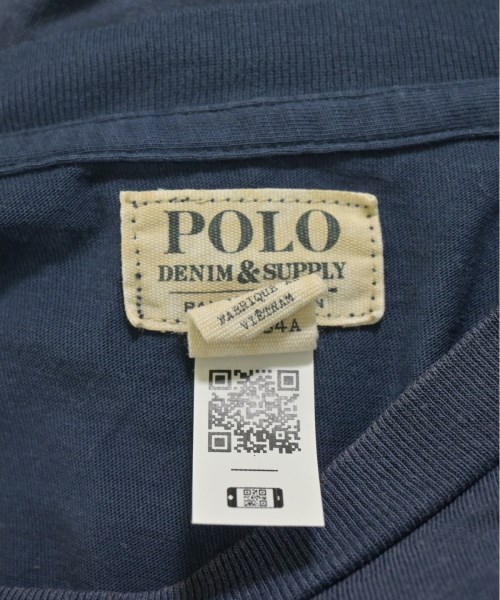 POLO
DENIM & SUPPLY
FABRIQUE
VIETNAM